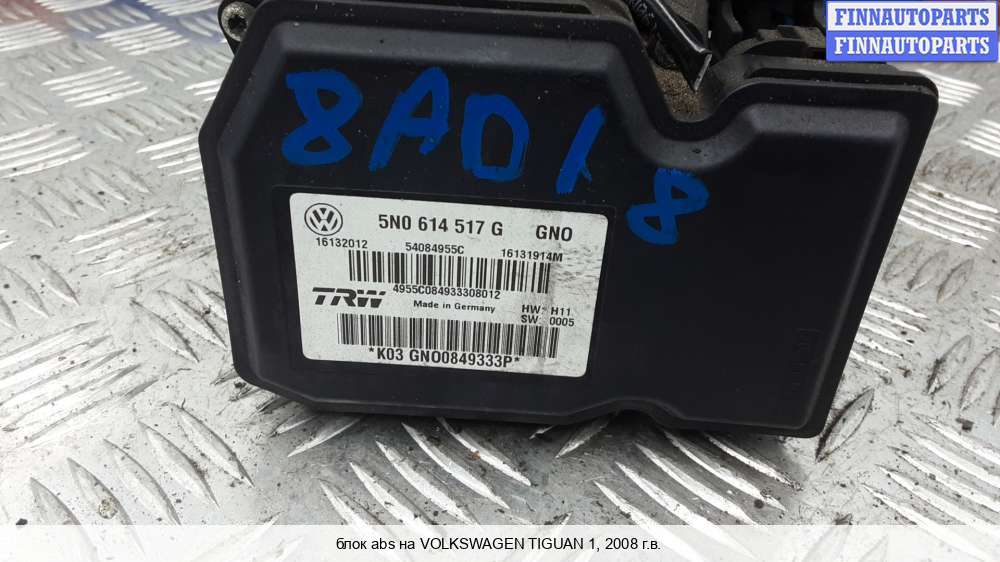 FINNAUTOPARTS
FINNAUTOPARTS
8AD18
5N0 614 517 G GNO
16132012 54084955C 16131914M
4955C084933308012
TRW Made in Germany HW: H11
SW: 0005
*K03 GNO0849333P*
блок abs на VOLKSWAGEN TIGUAN 1, 2008 г.в.